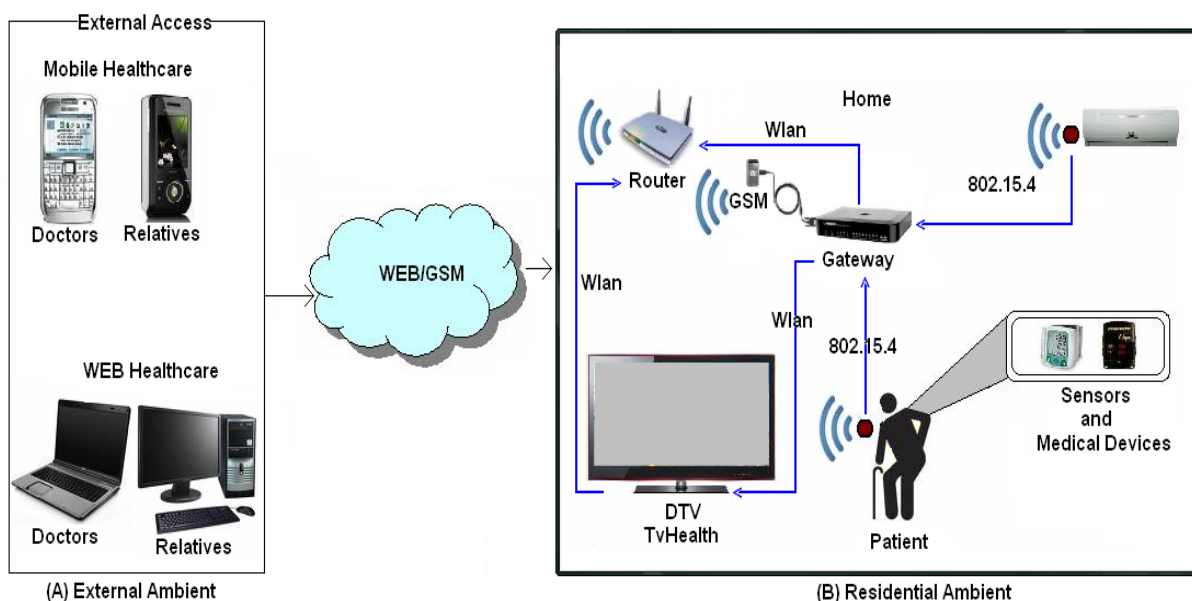 External Access
Mobile Healthcare
Doctors
Relatives
WEB Healthcare
Doctors
Relatives
(A) External Ambient
WEB/GSM
Home
Wlan
Router
GSM
802.15.4
Gateway
Wlan
Wlan
802.15.4
Sensors
and
Medical Devices
DTV
TvHealth
Patient
(B) Residential Ambient